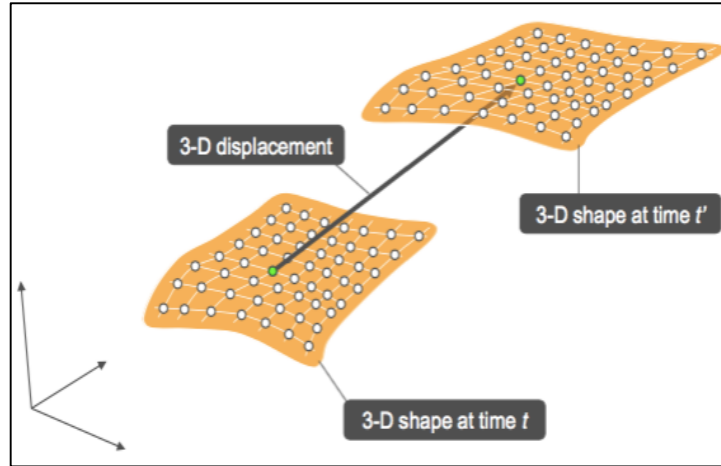 3-D displacement
3-D shape at time t’
3-D shape at time t